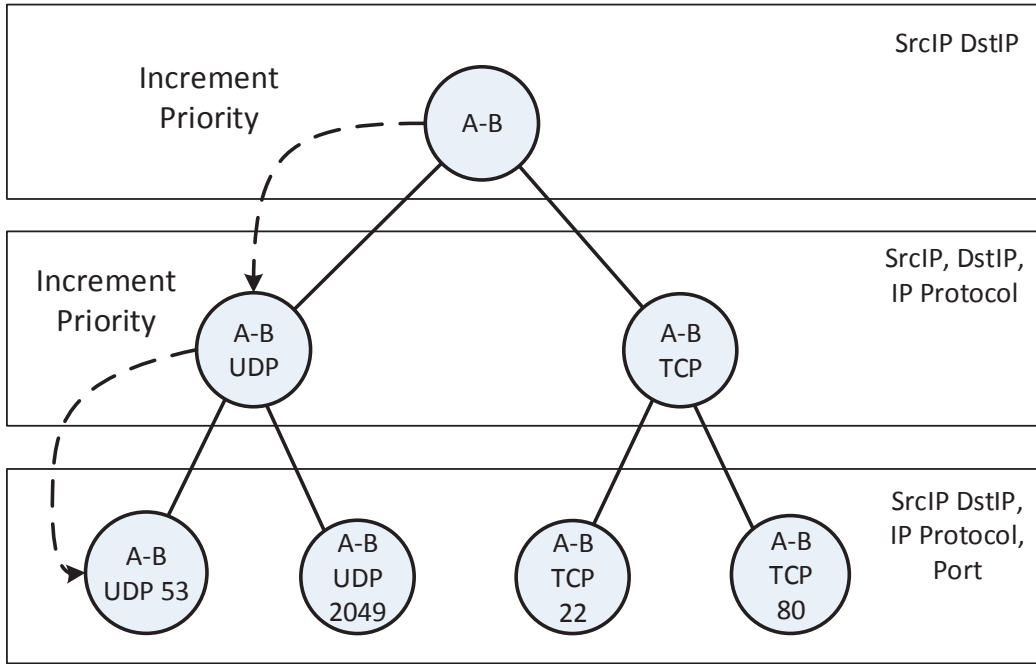 SrcIP DstIP
Increment
Priority
A-B
SrcIP, DstIP,
IP Protocol
Increment
Priority
A-B
UDP
A-B
TCP
SrcIP DstIP,
IP Protocol,
Port
A-B
UDP 53
A-B
UDP
2049
A-B
TCP
22
A-B
TCP
80